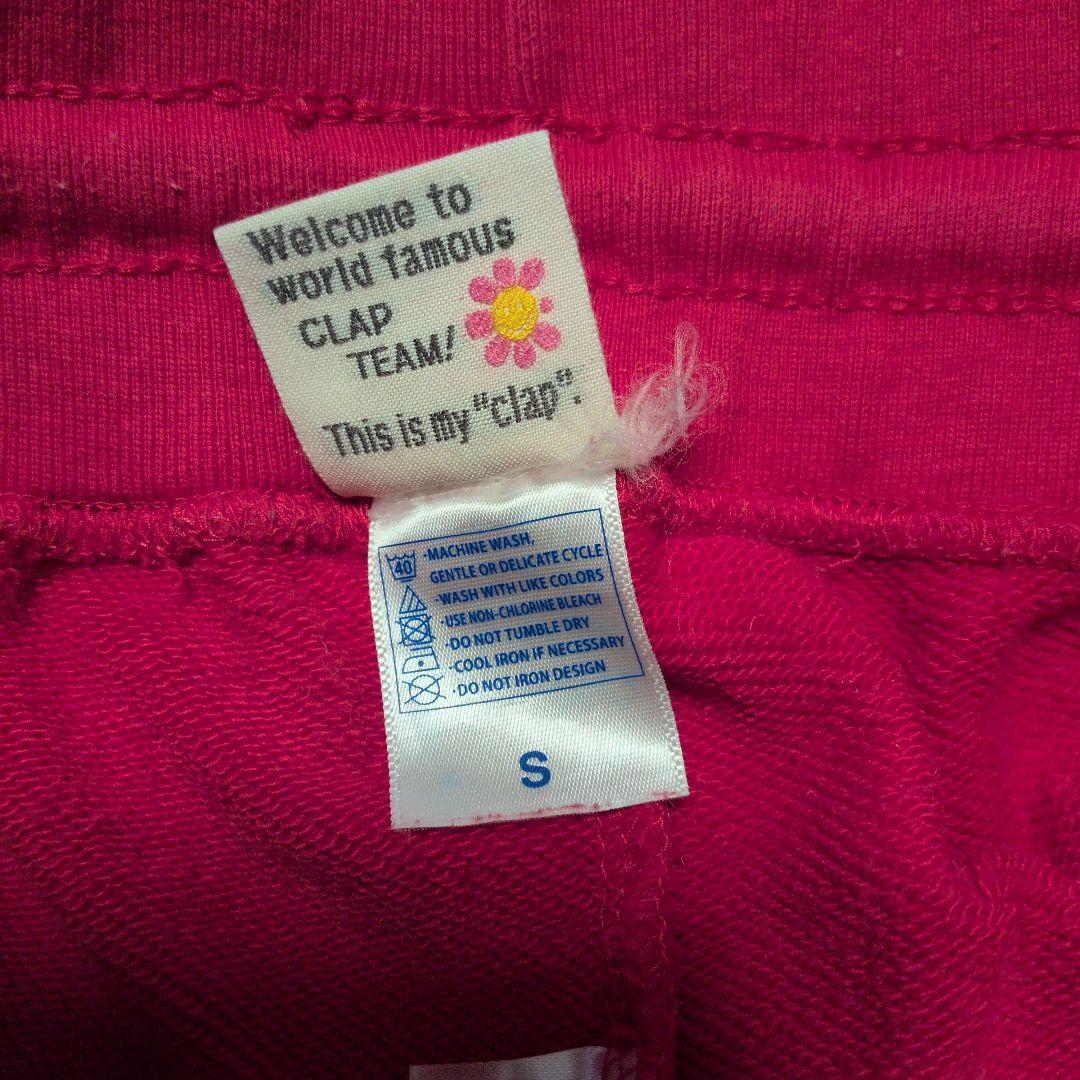 Welcome to
world famous
CLAP
TEAM!
This is my "clap".
40
·MACHINE WASH,
GENTLE OR DELICATE CYCLE
·WASH WITH LIKE COLORS
·USE NON-CHLORINE BLEACH
·DO NOT TUMBLE DRY
·COOL IRON IF NECESSARY
·DO NOT IRON DESIGN
S